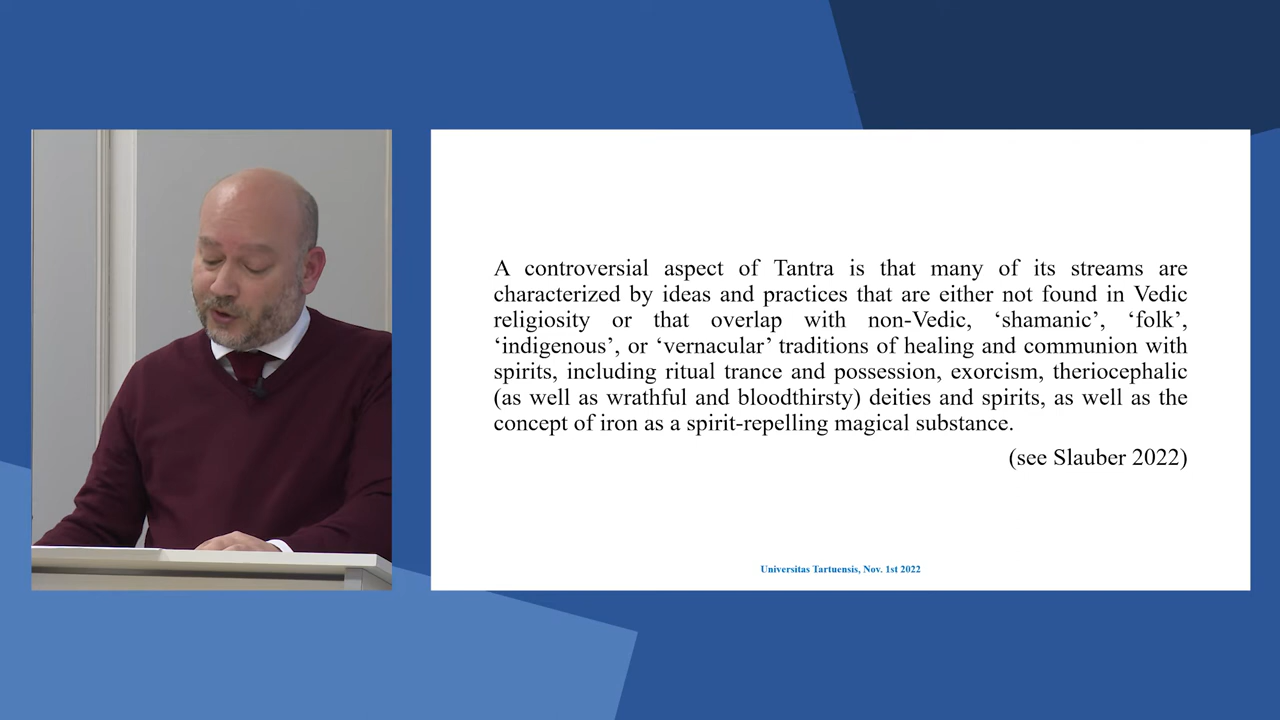 A controversial aspect of Tantra is that many of its streams are
characterized by ideas and practices that are either not found in Vedic
religiosity or that overlap with non-Vedic, ‘shamanic’, ‘folk’,
‘indigenous’, or ‘vernacular’ traditions of healing and communion with
spirits, including ritual trance and possession, exorcism, theriocephalic
(as well as wrathful and bloodthirsty) deities and spirits, as well as the
concept of iron as a spirit-repelling magical substance.
(see Slauber 2022)
Universitas Tartuensis, Nov. 1st 2022